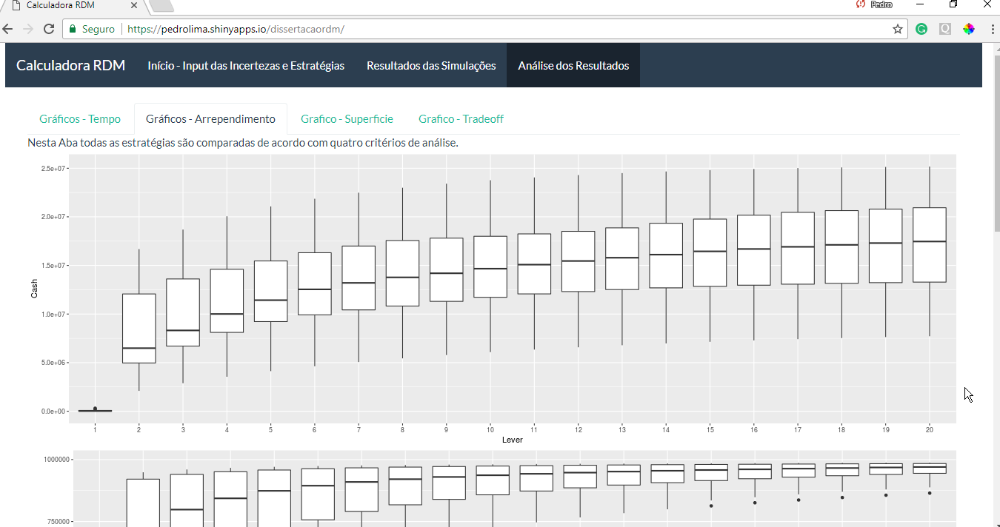 Calculadora RDM
Pedro
Seguro https://pedrolima.shinyapps.io/dissertacaordm/
Calculadora RDM Início - Input das Incertezas e Estratégias Resultados das Simulações Análise dos Resultados
Gráficos - Tempo Gráficos - Arrependimento Grafico - Superficie Grafico - Tradeoff
Nesta Aba todas as estratégias são comparadas de acordo com quatro critérios de análise.
2.5e+07
2.0e+07
1.5e+07
1.0e+07
5.0e+06
0.0e+00
Cash
1 2 3 4 5 6 7 8 9 10 11 12 13 14 15 16 17 18 19 20
Lever
1000000
750000